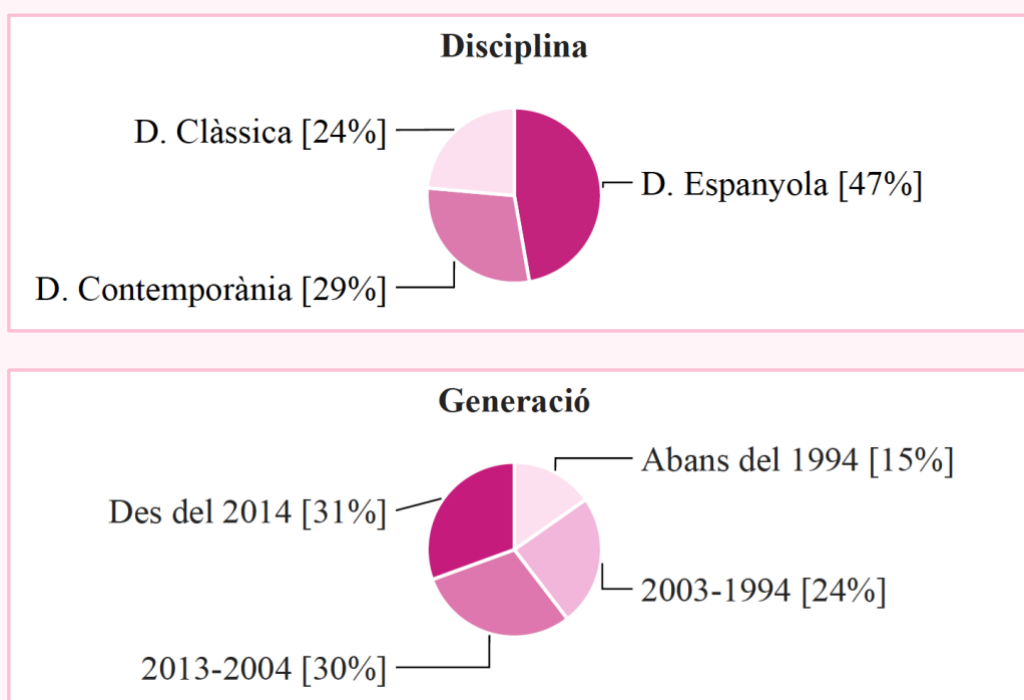 Disciplina
D. Clàssica [24%]
D. Espanyola [47%]
D. Contemporània [29%]
Generació
Abans del 1994 [15%]
Des del 2014 [31%]
2003-1994 [24%]
2013-2004 [30%]